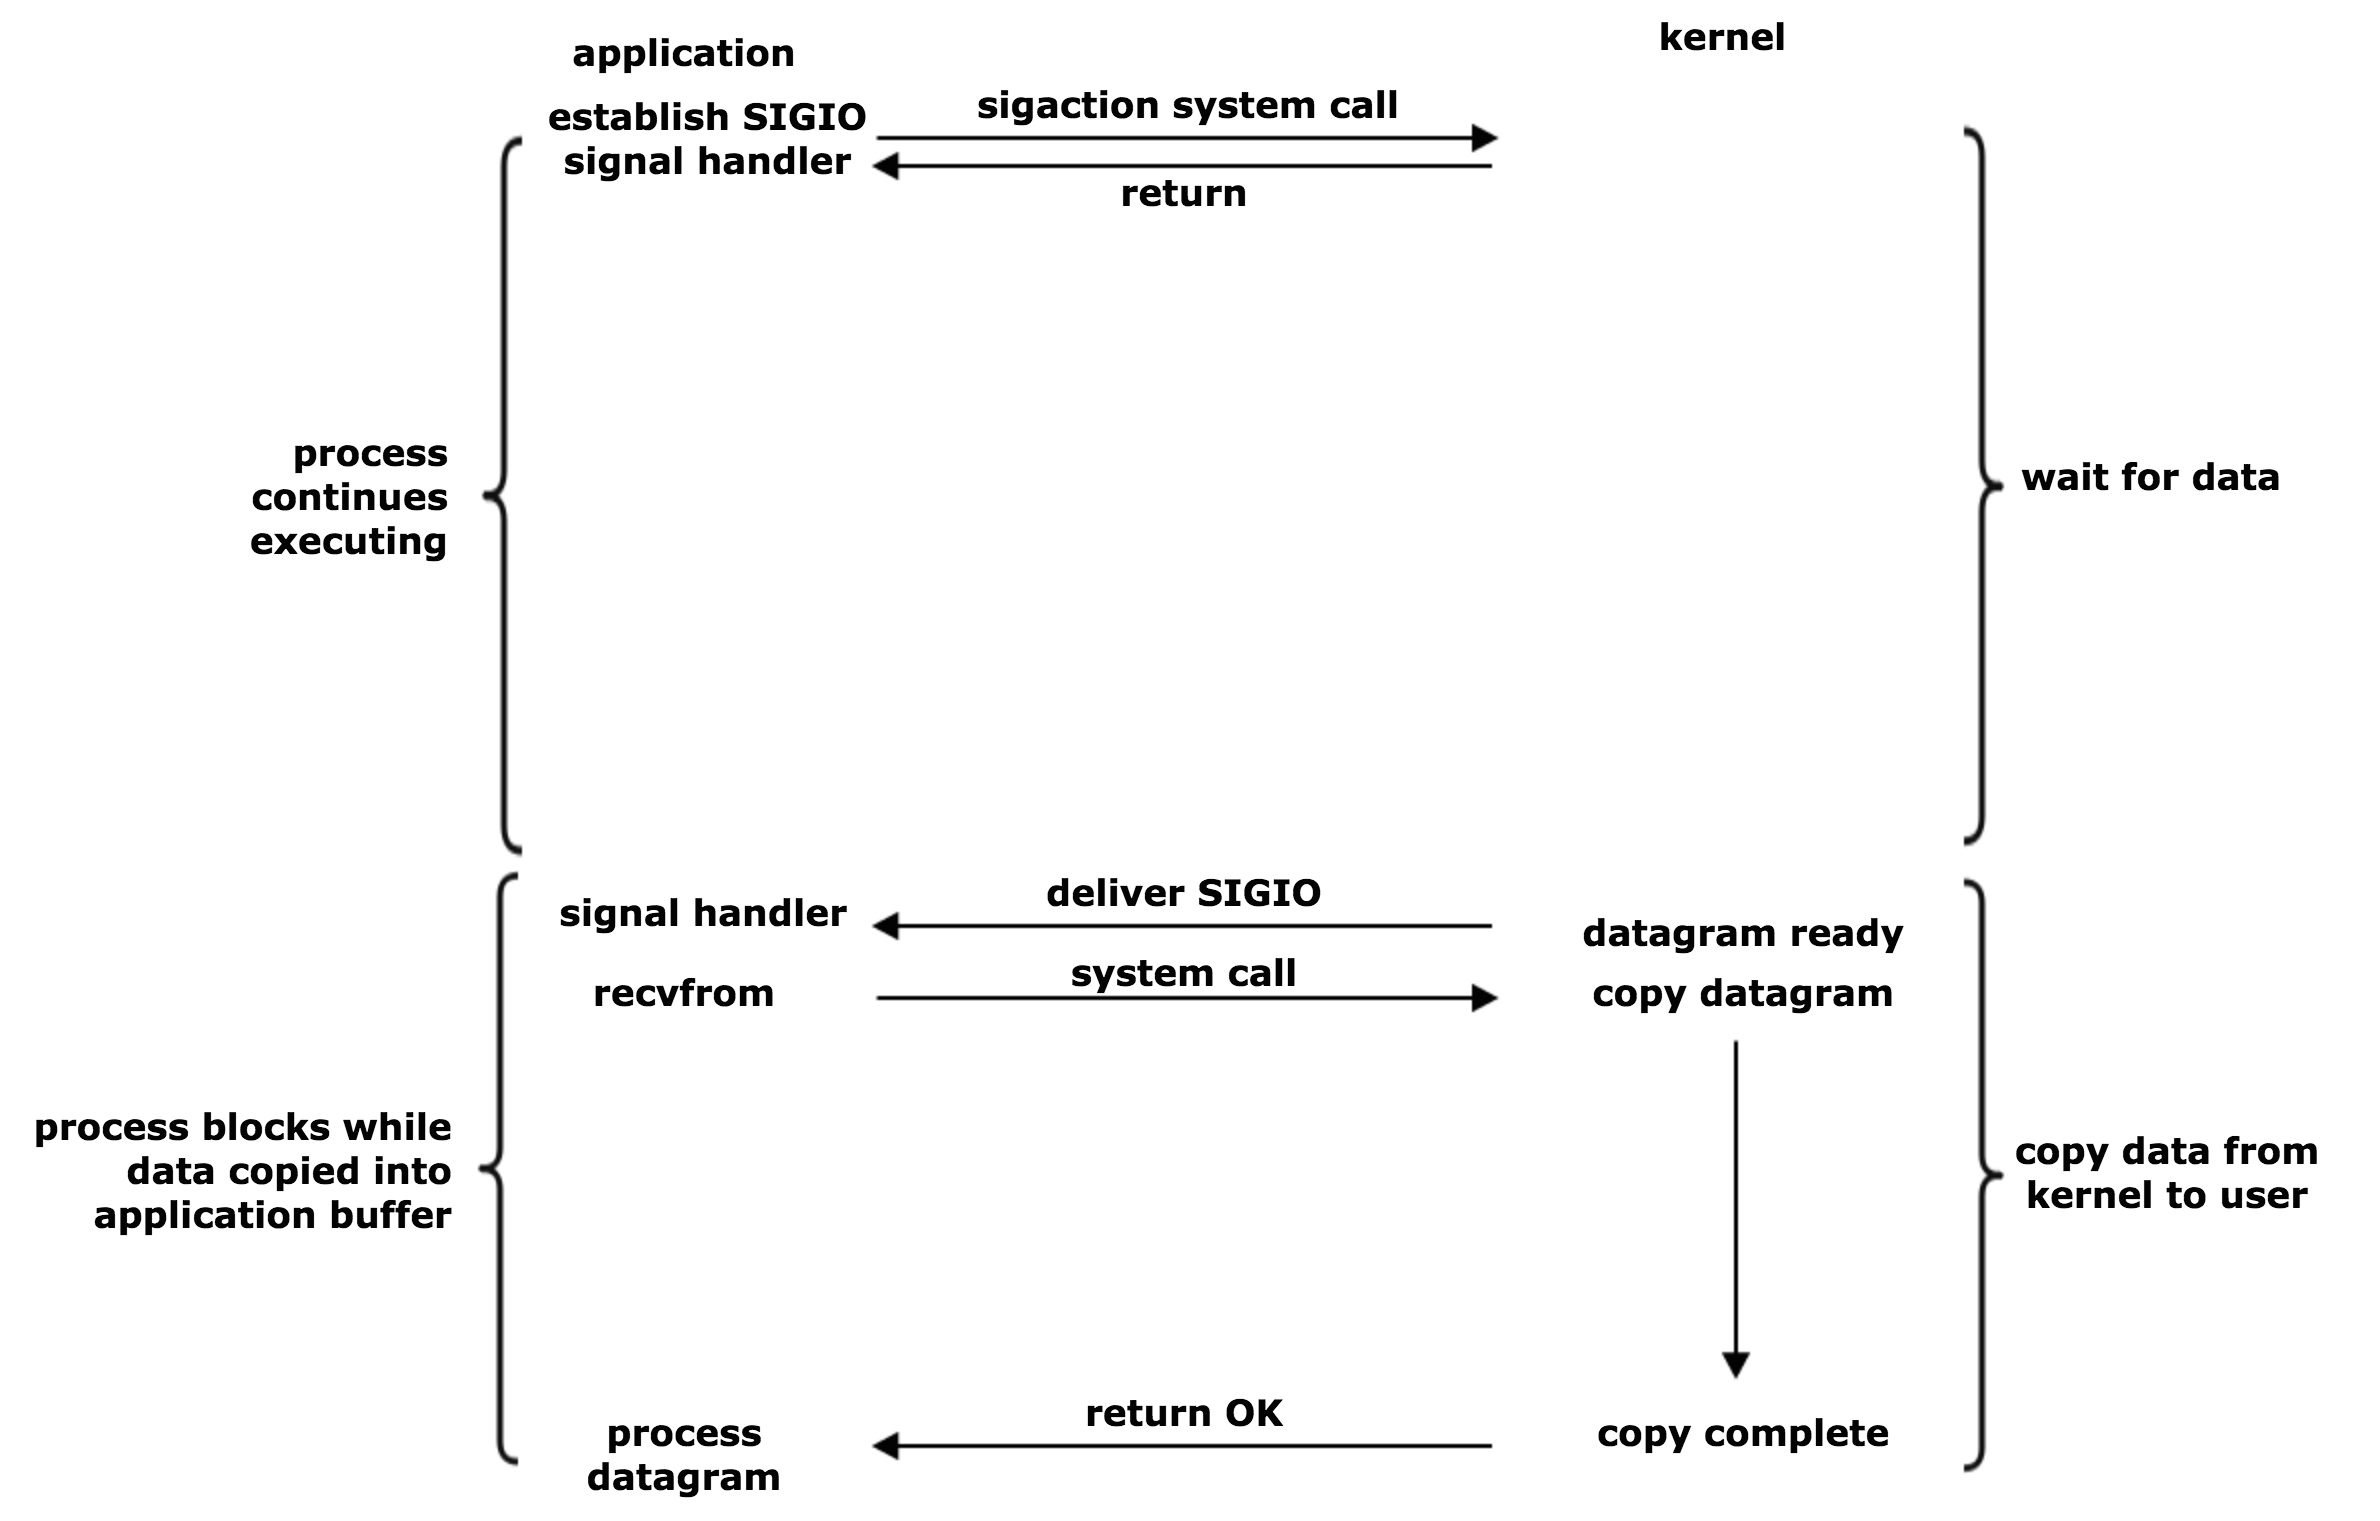 application
kernel
establish SIGIO
signal handler
sigaction system call
return
process
continues
executing
wait for data
signal handler
deliver SIGIO
datagram ready
recvfrom
system call
copy datagram
process blocks while
data copied into
application buffer
copy data from
kernel to user
process
datagram
return OK
copy complete